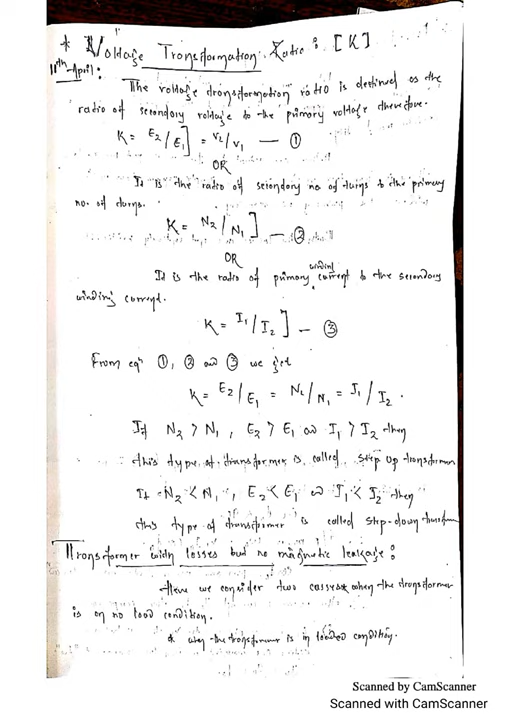 * Voltage Transformation Ratio : [K]
11th April :
The voltage transformation ratio is defined as the
ratio of secondary voltage to the primary voltage therefore.
K = E2/E1] = V2/V1 — ①
OR
It is the ratio of secondary no. of turns to the primary
no. of turns.
K = N2/N1] — ②
OR
It is the ratio of primary winding current to the secondary
winding current.
K = I1/I2] — ③
From eqn ①, ② and ③ we get
K = E2/E1 = N2/N1 = I1/I2 .
If N2 > N1 , E2 > E1 and I1 > I2 then
this type of transformer is called step up transformer
If N2 < N1 , E2 < E1 and I1 < I2 then
this type of transformer is called step-down transform
Transformer with losses but no magnetic leakage :
Here we consider two cases when the transformer
is on no load condition.
* when the transformer is in loaded condition.
Scanned by CamScanner
Scanned with CamScanner